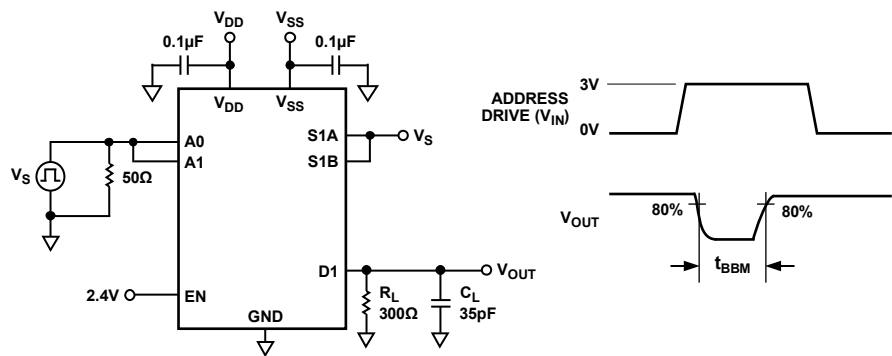 VDD
VSS
0.1µF
0.1µF
VDD
VSS
A0
A1
S1A
S1B
VS
VS
50Ω
D1
VOUT
2.4V
EN
GND
RL
300Ω
CL
35pF
3V
ADDRESS
DRIVE (VIN)
0V
VOUT
80%
80%
tBBM